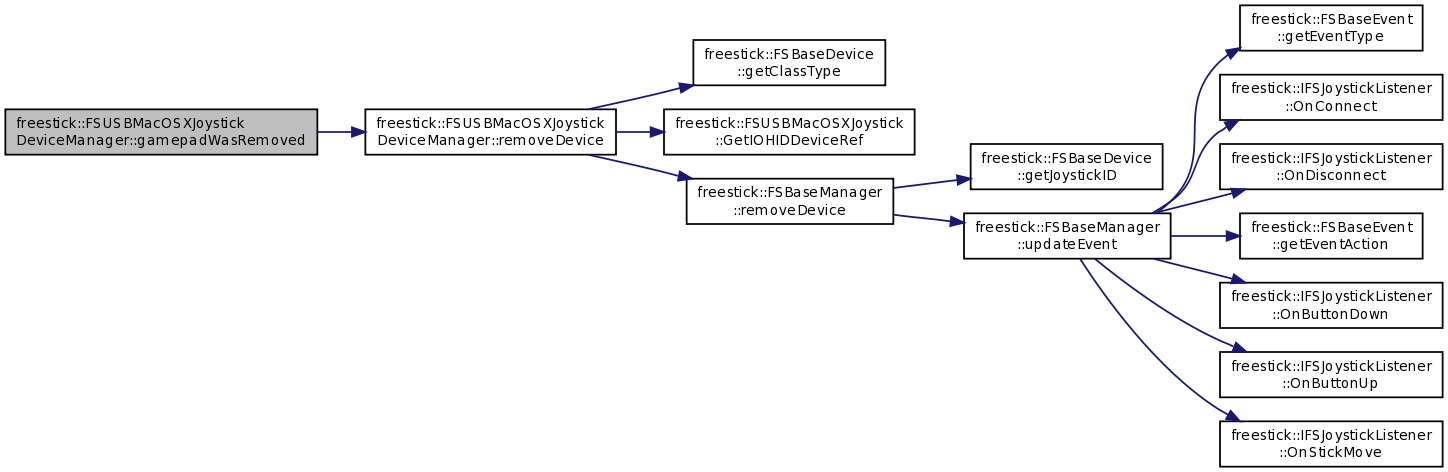 freestick::FSUSBMacOSXJoystick
DeviceManager::gamepadWasRemoved
freestick::FSUSBMacOSXJoystick
DeviceManager::removeDevice
freestick::FSBaseDevice
::getClassType
freestick::FSUSBMacOSXJoystick
::GetIOHIDDeviceRef
freestick::FSBaseManager
::removeDevice
freestick::FSBaseDevice
::getJoystickID
freestick::FSBaseManager
::updateEvent
freestick::FSBaseEvent
::getEventType
freestick::IFSJoystickListener
::OnConnect
freestick::IFSJoystickListener
::OnDisconnect
freestick::FSBaseEvent
::getEventAction
freestick::IFSJoystickListener
::OnButtonDown
freestick::IFSJoystickListener
::OnButtonUp
freestick::IFSJoystickListener
::OnStickMove